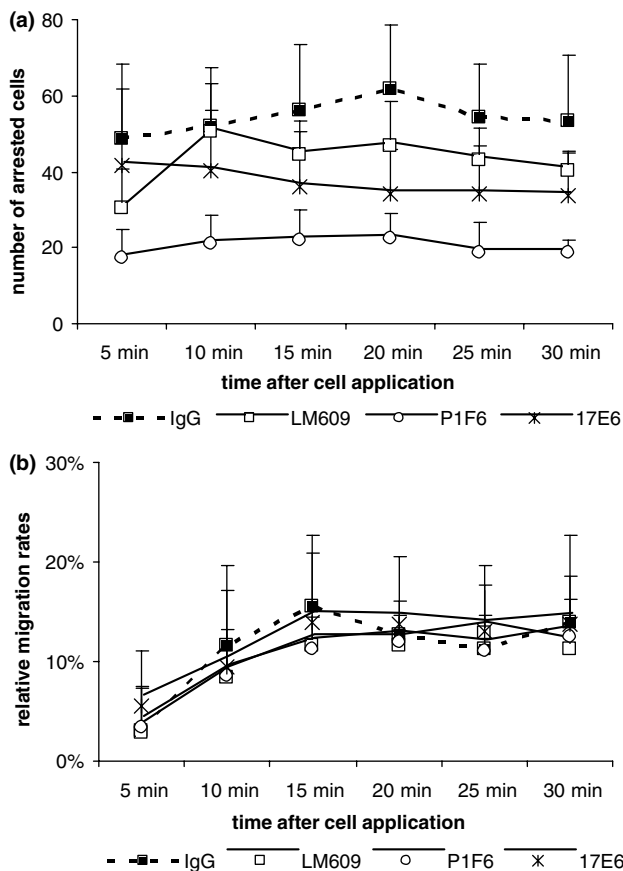 (a)
80
60
40
20
0
number of arrested cells
5 min 10 min 15 min 20 min 25 min 30 min
time after cell application
IgG LM609 P1F6 17E6
(b)
30%
20%
10%
0%
relative migration rates
5 min 10 min 15 min 20 min 25 min 30 min
time after cell application
IgG LM609 P1F6 17E6